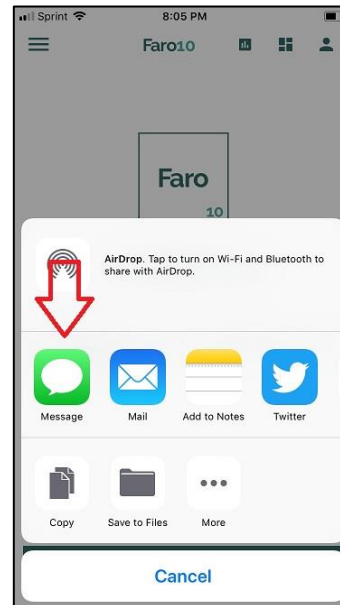 Sprint 8:05 PM
Faro10
Faro
10
AirDrop. Tap to turn on Wi-Fi and Bluetooth to
share with AirDrop.
Message Mail Add to Notes Twitter
Copy Save to Files More
Cancel